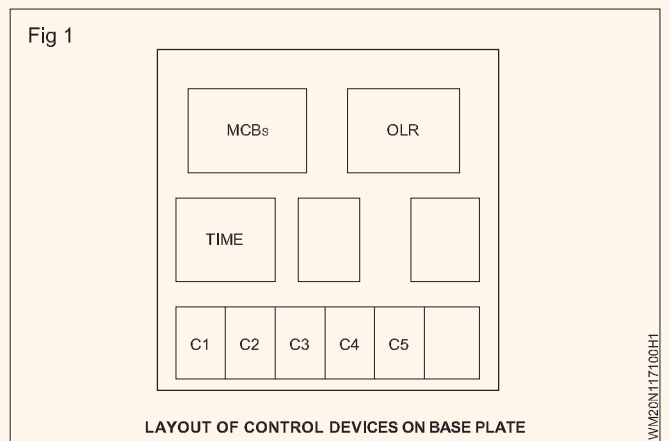 Fig 1
MCBs OLR
TIME
C1 C2 C3 C4 C5
LAYOUT OF CONTROL DEVICES ON BASE PLATE
WM20N117100H1